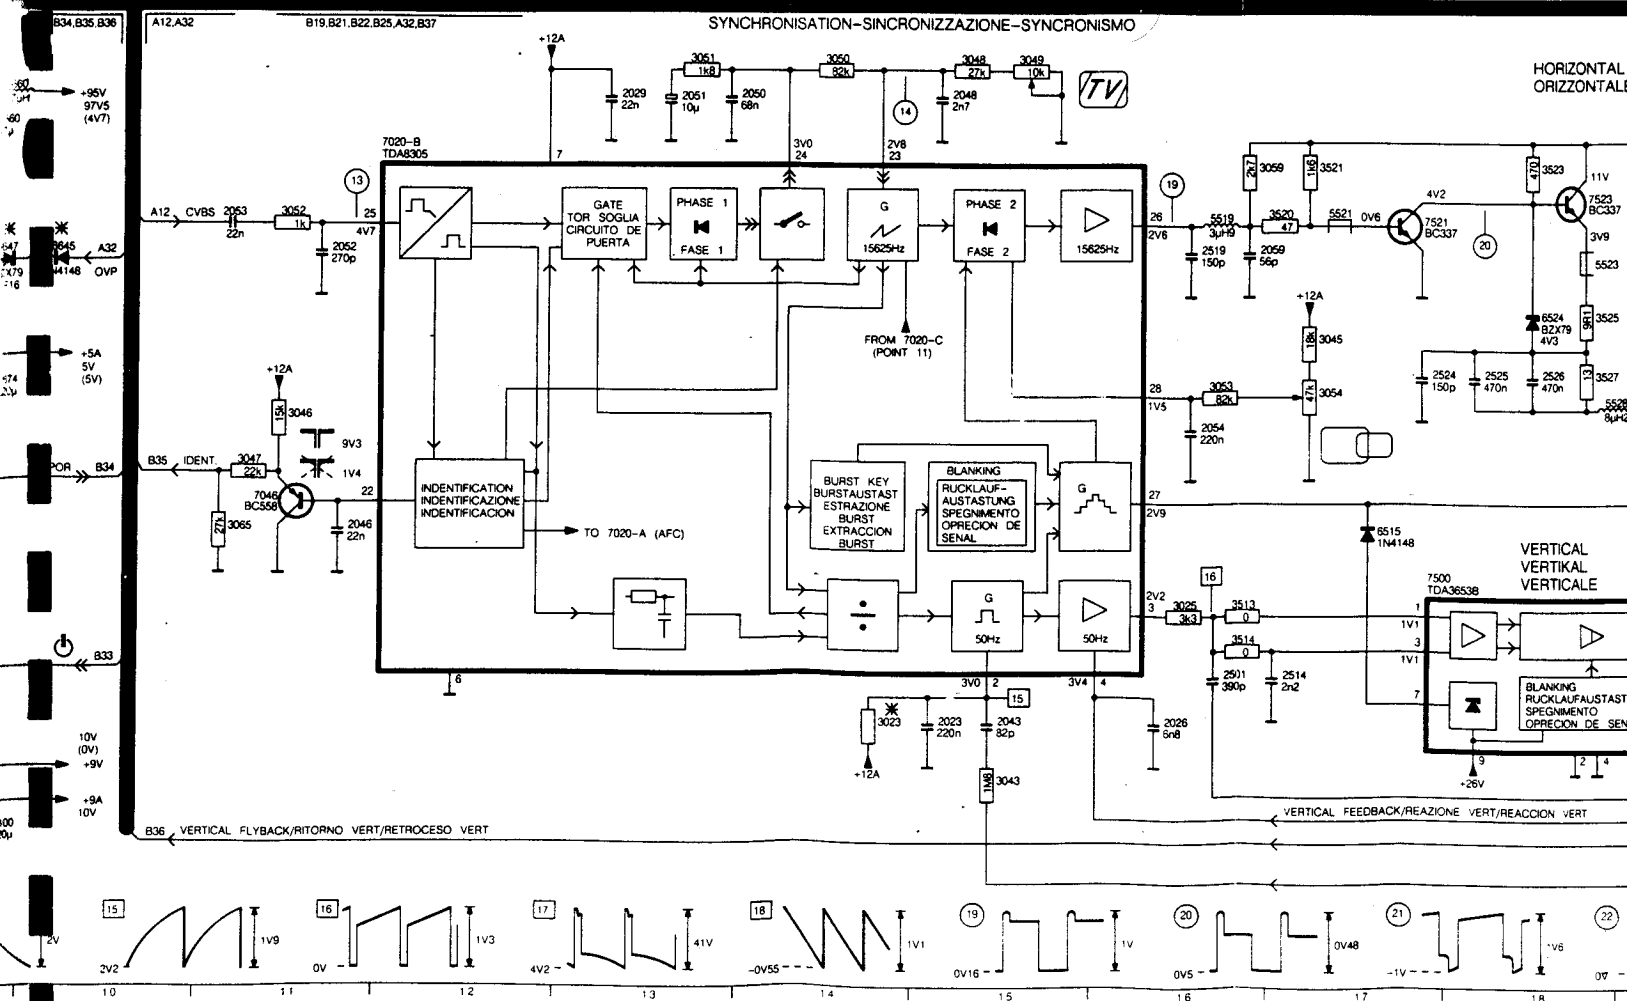 B34,B35,B36
A12,A32
B19,B21,B22,B25,A32,B37
SYNCHRONISATION-SINCRONIZZAZIONE-SYNCRONISMO
HORIZONTAL
ORIZZONTALE
+12A
3051
1k8
3050
82k
3048
27k
3049
10k
TV
2029
22n
2051
10µ
2050
68n
14
2048
2n7
+95V
97V5
(4V7)
7020-B
TDA8305
7
3V0
24
2V8
23
13
A12
CVBS
2053
22n
3052
1k
25
4V7
2052
270p
GATE
TOR SOGLIA
CIRCUITO DE
PUERTA
PHASE 1
FASE 1
G
15625Hz
PHASE 2
FASE 2
15625Hz
26
2V6
19
5519
3µH9
3520
47
5521
0V6
2519
150p
2059
56p
2k7
3059
1k6
3521
4V2
7521
BC337
20
470
3523
11V
7523
BC337
3V9
5523
9R1
3525
6524
BZX79
4V3
13
3527
5528
2524
150p
2525
470n
2526
470n
A32
OVP
FROM 7020-C
(POINT 11)
+12A
18k
3045
47k
3054
28
1V5
3053
82k
2054
220n
+5A
5V
(5V)
+12A
15k
3046
9V3
1V4
POR
B34
B35
IDENT.
3047
22k
7046
BC558
27k
3065
2046
22n
22
INDENTIFICATION
INDENTIFICAZIONE
INDENTIFICACION
TO 7020-A (AFC)
BURST KEY
BURSTAUSTAST
ESTRAZIONE
BURST
EXTRACCION
BURST
BLANKING
RUCKLAUF-
AUSTASTUNG
SPEGNIMENTO
OPRECION DE
SENAL
G
27
2V9
6515
1N4148
VERTICAL
VERTIKAL
VERTICALE
7500
TDA3653B
G
50Hz
50Hz
2V2
3
3025
3k3
16
3513
0
3514
0
1
1V1
3
1V1
7
2501
390p
2514
2n2
BLANKING
RUCKLAUFAUSTAST
SPEGNIMENTO
OPRECION DE SEN
9
+26V
2
4
B33
6
3V0
2
15
3V4
4
3023
+12A
2023
220n
2043
82p
1M8
3043
2026
6n8
10V
(0V)
+9V
+9A
10V
VERTICAL FEEDBACK/REAZIONE VERT/REACCION VERT
B36
VERTICAL FLYBACK/RITORNO VERT/RETROCESO VERT
2V
15
2V2
1V9
16
0V
1V3
17
4V2
41V
18
-0V55
1V1
19
0V16
1V
20
0V5
0V48
21
-1V
1V6
22
0V
10
11
12
13
14
15
16
17
18